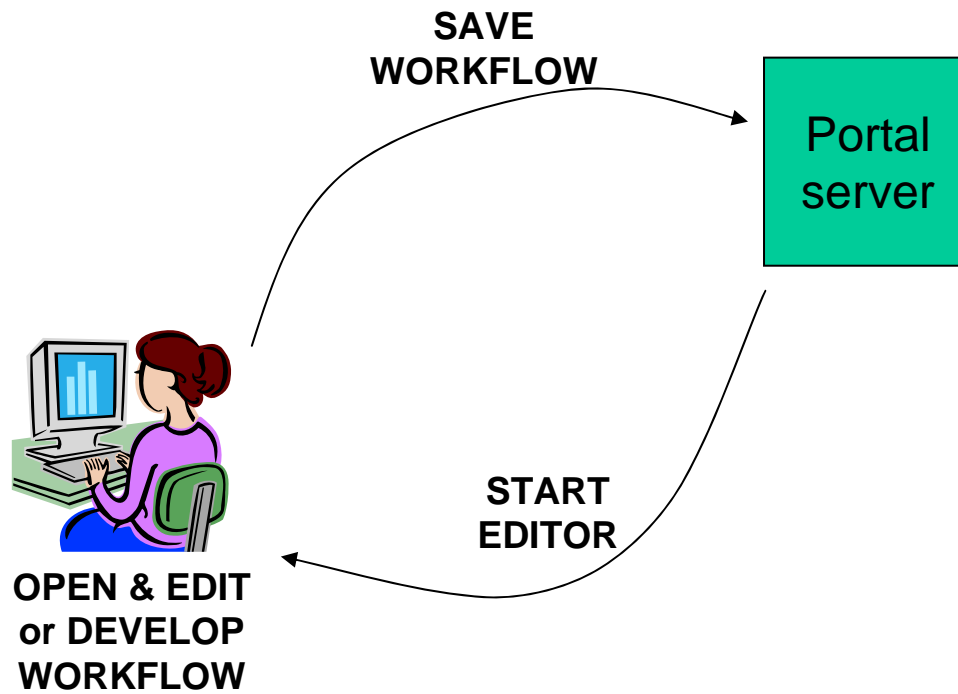 SAVE
WORKFLOW
Portal
server
START
EDITOR
OPEN & EDIT
or DEVELOP
WORKFLOW